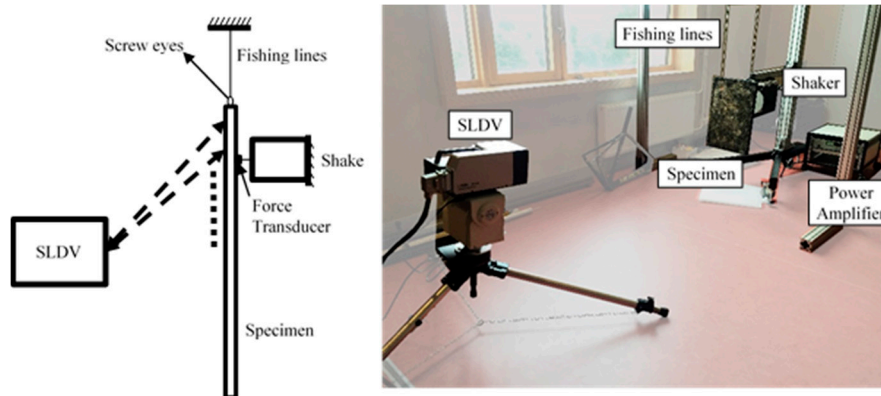 Screw eyes
Fishing lines
Shake
SLDV
Force
Transducer
Specimen
Fishing lines
Shaker
SLDV
Specimen
Power
Amplifier